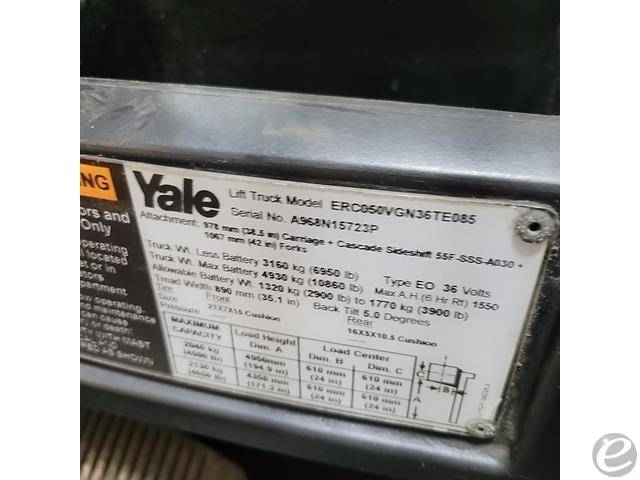 NG
ors and
Only
operating
located
et or in
artment
ow operating,
and maintenance
or death!
WITH MAST
SHOWN
Yale
Lift Truck Model ERC050VGN36TE085
Serial No. A968N15723P
Attachment: 978 mm (38.5 in) Carriage + Cascade Sideshift 55F-SSS-A030 +
1067 mm (42 in) Forks
Truck Wt. Less Battery 3160 kg (6950 lb) Type EO 36 Volts
Truck Wt. Max Battery 4930 kg (10860 lb) Max A.H.(6 Hr Rt) 1550
Allowable Battery Wt. 1320 kg (2900 lb) to 1770 kg (3900 lb)
Tread Width 890 mm (35.1 in) Back Tilt 5.0 Degrees
Tire Front Rear
Size 21X7X15 Cushion 16X5X10.5 Cushion
Pressure
MAXIMUM CAPACITY Load Height Dim. A Load Center Dim. B Dim. C
2040 kg (4500 lb) 4950mm (194.9 in) 610 mm (24 in) 610 mm (24 in)
2130 kg 4350 mm (171.3 in) 610 mm (24 in) 610 mm (24 in)
C
B
A
e